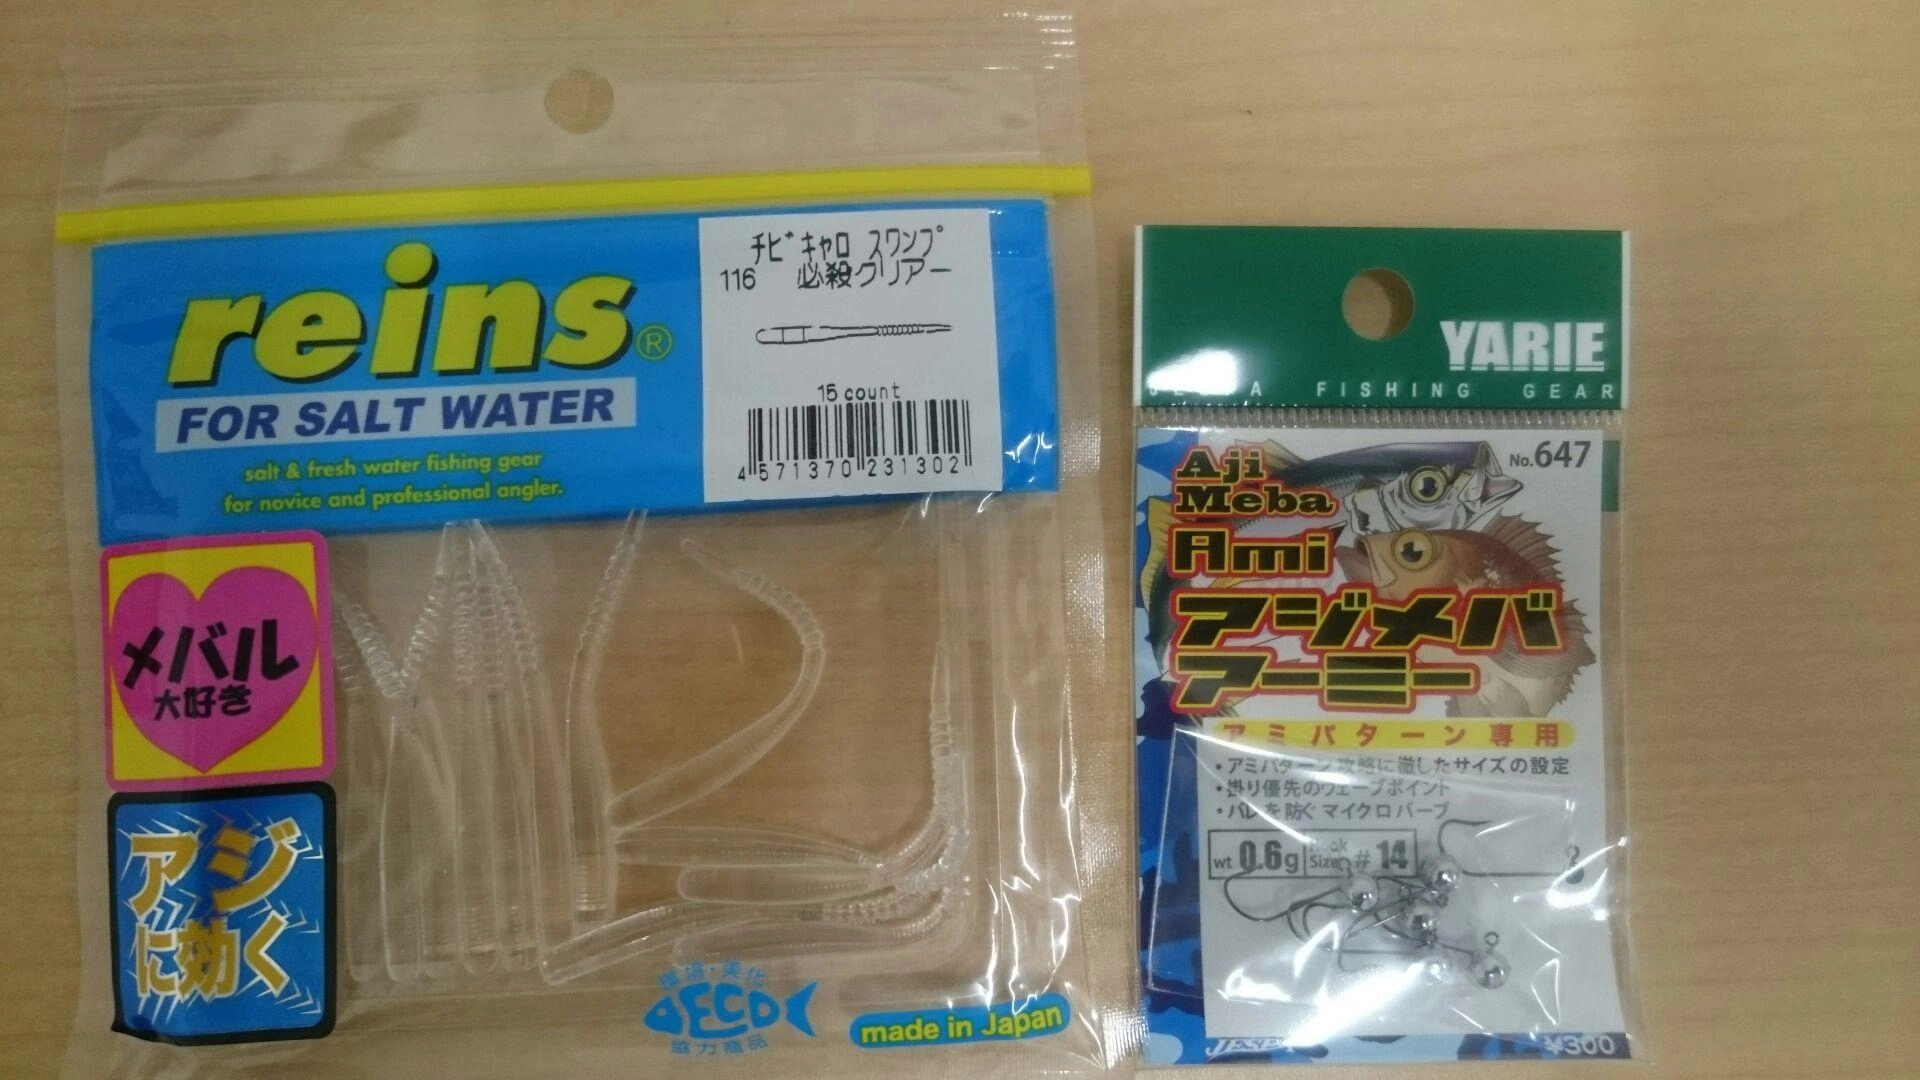 reins®
FOR SALT WATER
salt & fresh water fishing gear
for novice and professional angler.
チビキャロ スワンプ
116 必殺クリアー
15 count
4 571370 231302
メバル
大好き
アジ
に効く
ECO
協力商品
made in Japan
YARIE
FISHING GEAR
No.647
Aji
Meba
Ami
アジメバ
アーミー
アミパターン専用
・アミパターン攻略に徹したサイズの設定
・掛り優先のウェーブポイント
・バレを防ぐマイクロバーブ
wt 0.6g Hook Size #14
¥300